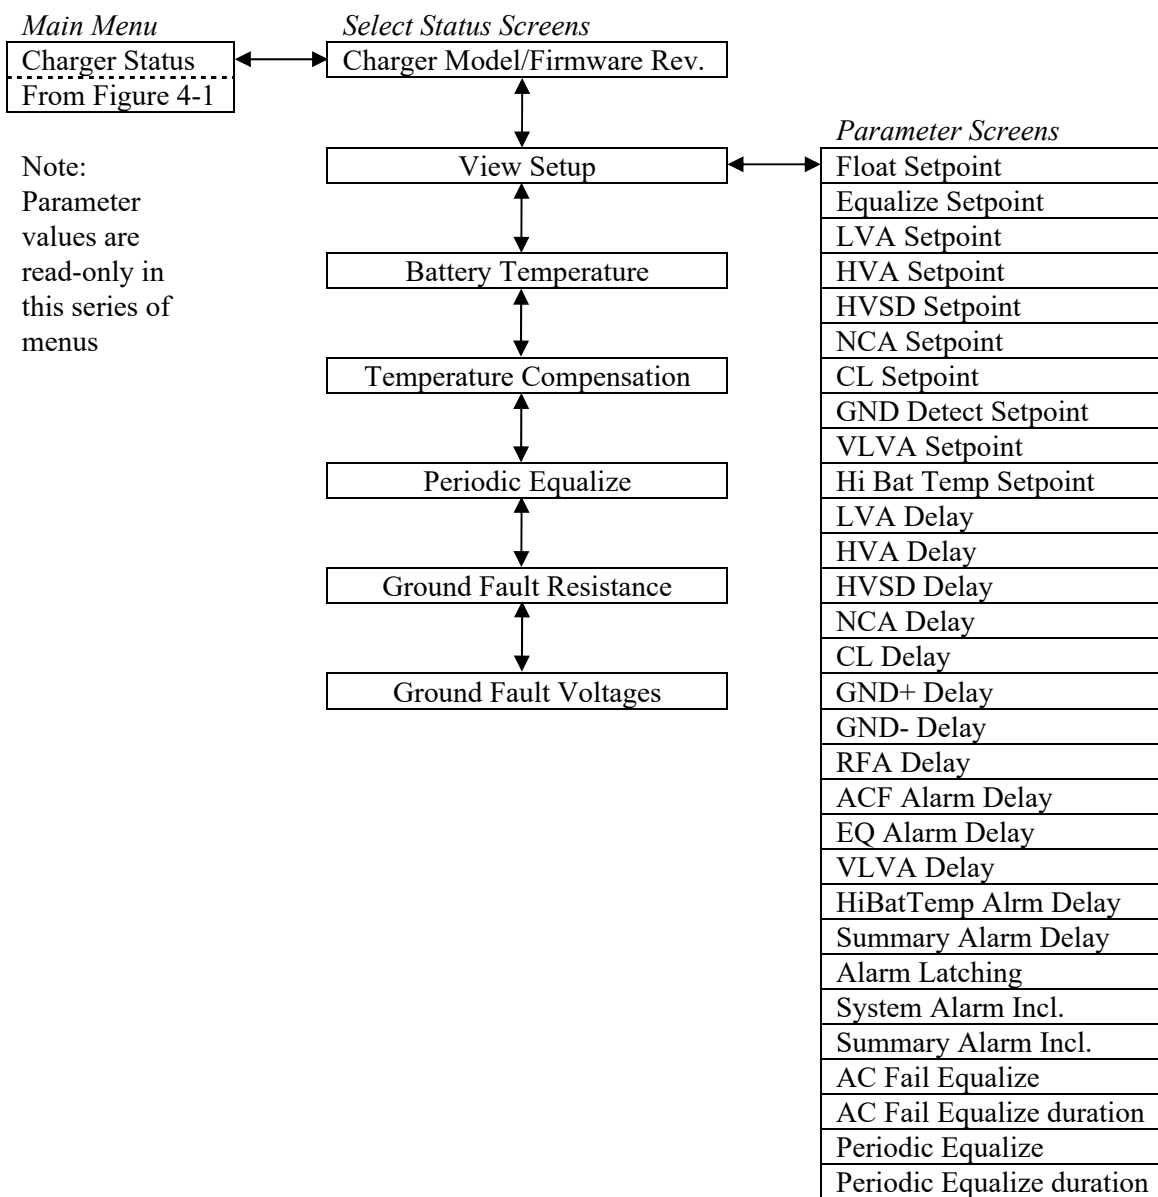 Main Menu
Select Status Screens
Charger Status
Charger Model/Firmware Rev.
From Figure 4-1
Parameter Screens
Note:
Parameter
values are
read-only in
this series of
menus
View Setup
Battery Temperature
Temperature Compensation
Periodic Equalize
Ground Fault Resistance
Ground Fault Voltages
Float Setpoint
Equalize Setpoint
LVA Setpoint
HVA Setpoint
HVSD Setpoint
NCA Setpoint
CL Setpoint
GND Detect Setpoint
VLVA Setpoint
Hi Bat Temp Setpoint
LVA Delay
HVA Delay
HVSD Delay
NCA Delay
CL Delay
GND+ Delay
GND- Delay
RFA Delay
ACF Alarm Delay
EQ Alarm Delay
VLVA Delay
HiBatTemp Alrm Delay
Summary Alarm Delay
Alarm Latching
System Alarm Incl.
Summary Alarm Incl.
AC Fail Equalize
AC Fail Equalize duration
Periodic Equalize
Periodic Equalize duration